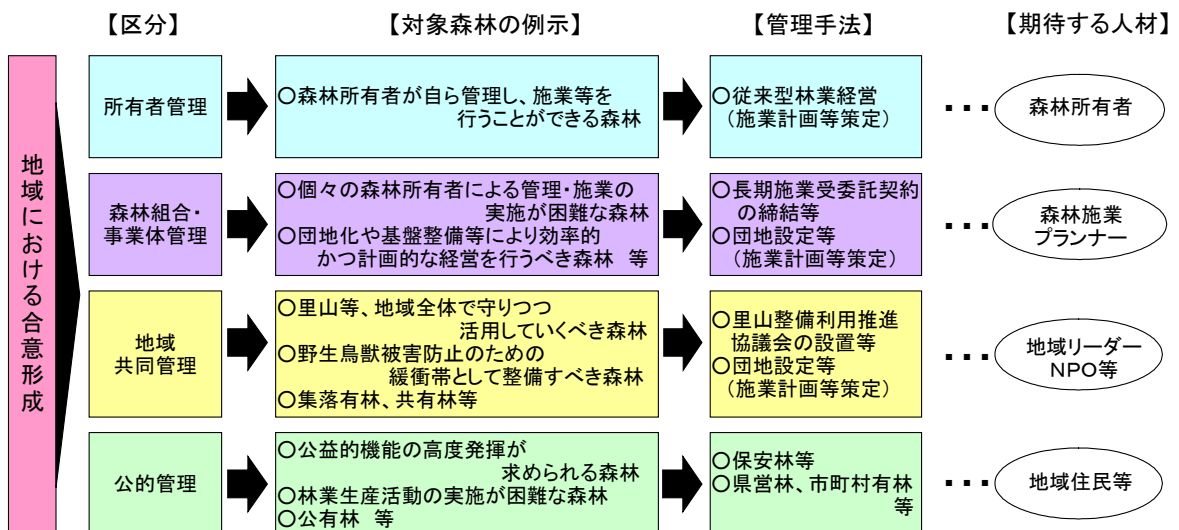 【区分】
【対象森林の例示】
【管理手法】
【期待する人材】
地域における合意形成
所有者管理
○森林所有者が自ら管理し、施業等を
行うことができる森林
○従来型林業経営
(施業計画等策定)
・・・
森林所有者
森林組合・
事業体管理
○個々の森林所有者による管理・施業の
実施が困難な森林
○団地化や基盤整備等により効率的
かつ計画的な経営を行うべき森林 等
○長期施業受委託契約
の締結等
○団地設定等
(施業計画等策定)
・・・
森林施業
プランナー
地域
共同管理
○里山等、地域全体で守りつつ
活用していくべき森林
○野生鳥獣被害防止のための
緩衝帯として整備すべき森林
○集落有林、共有林等
○里山整備利用推進
協議会の設置等
○団地設定等
(施業計画等策定)
・・・
地域リーダー
NPO等
公的管理
○公益的機能の高度発揮が
求められる森林
○林業生産活動の実施が困難な森林
○公有林 等
○保安林等
○県営林、市町村有林
等
・・・
地域住民等